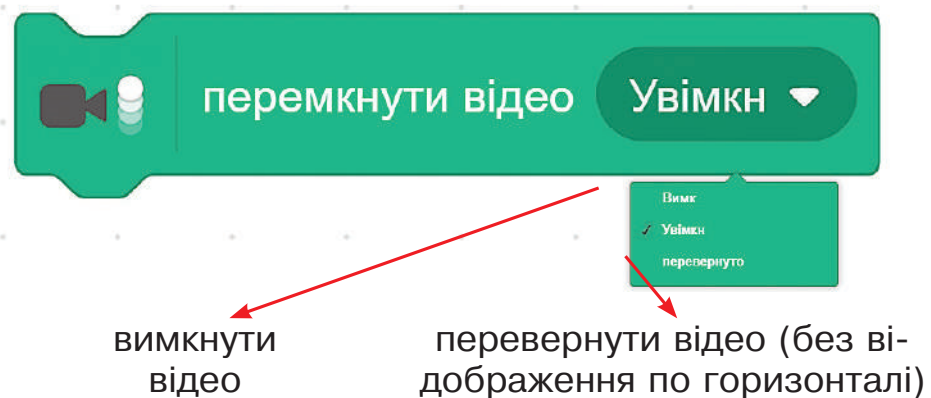 перемкнути відео Увімкн
Вимк
Увімкн
перевернуто
вимкнути
відео
перевернути відео (без ві-
дображення по горизонталі)